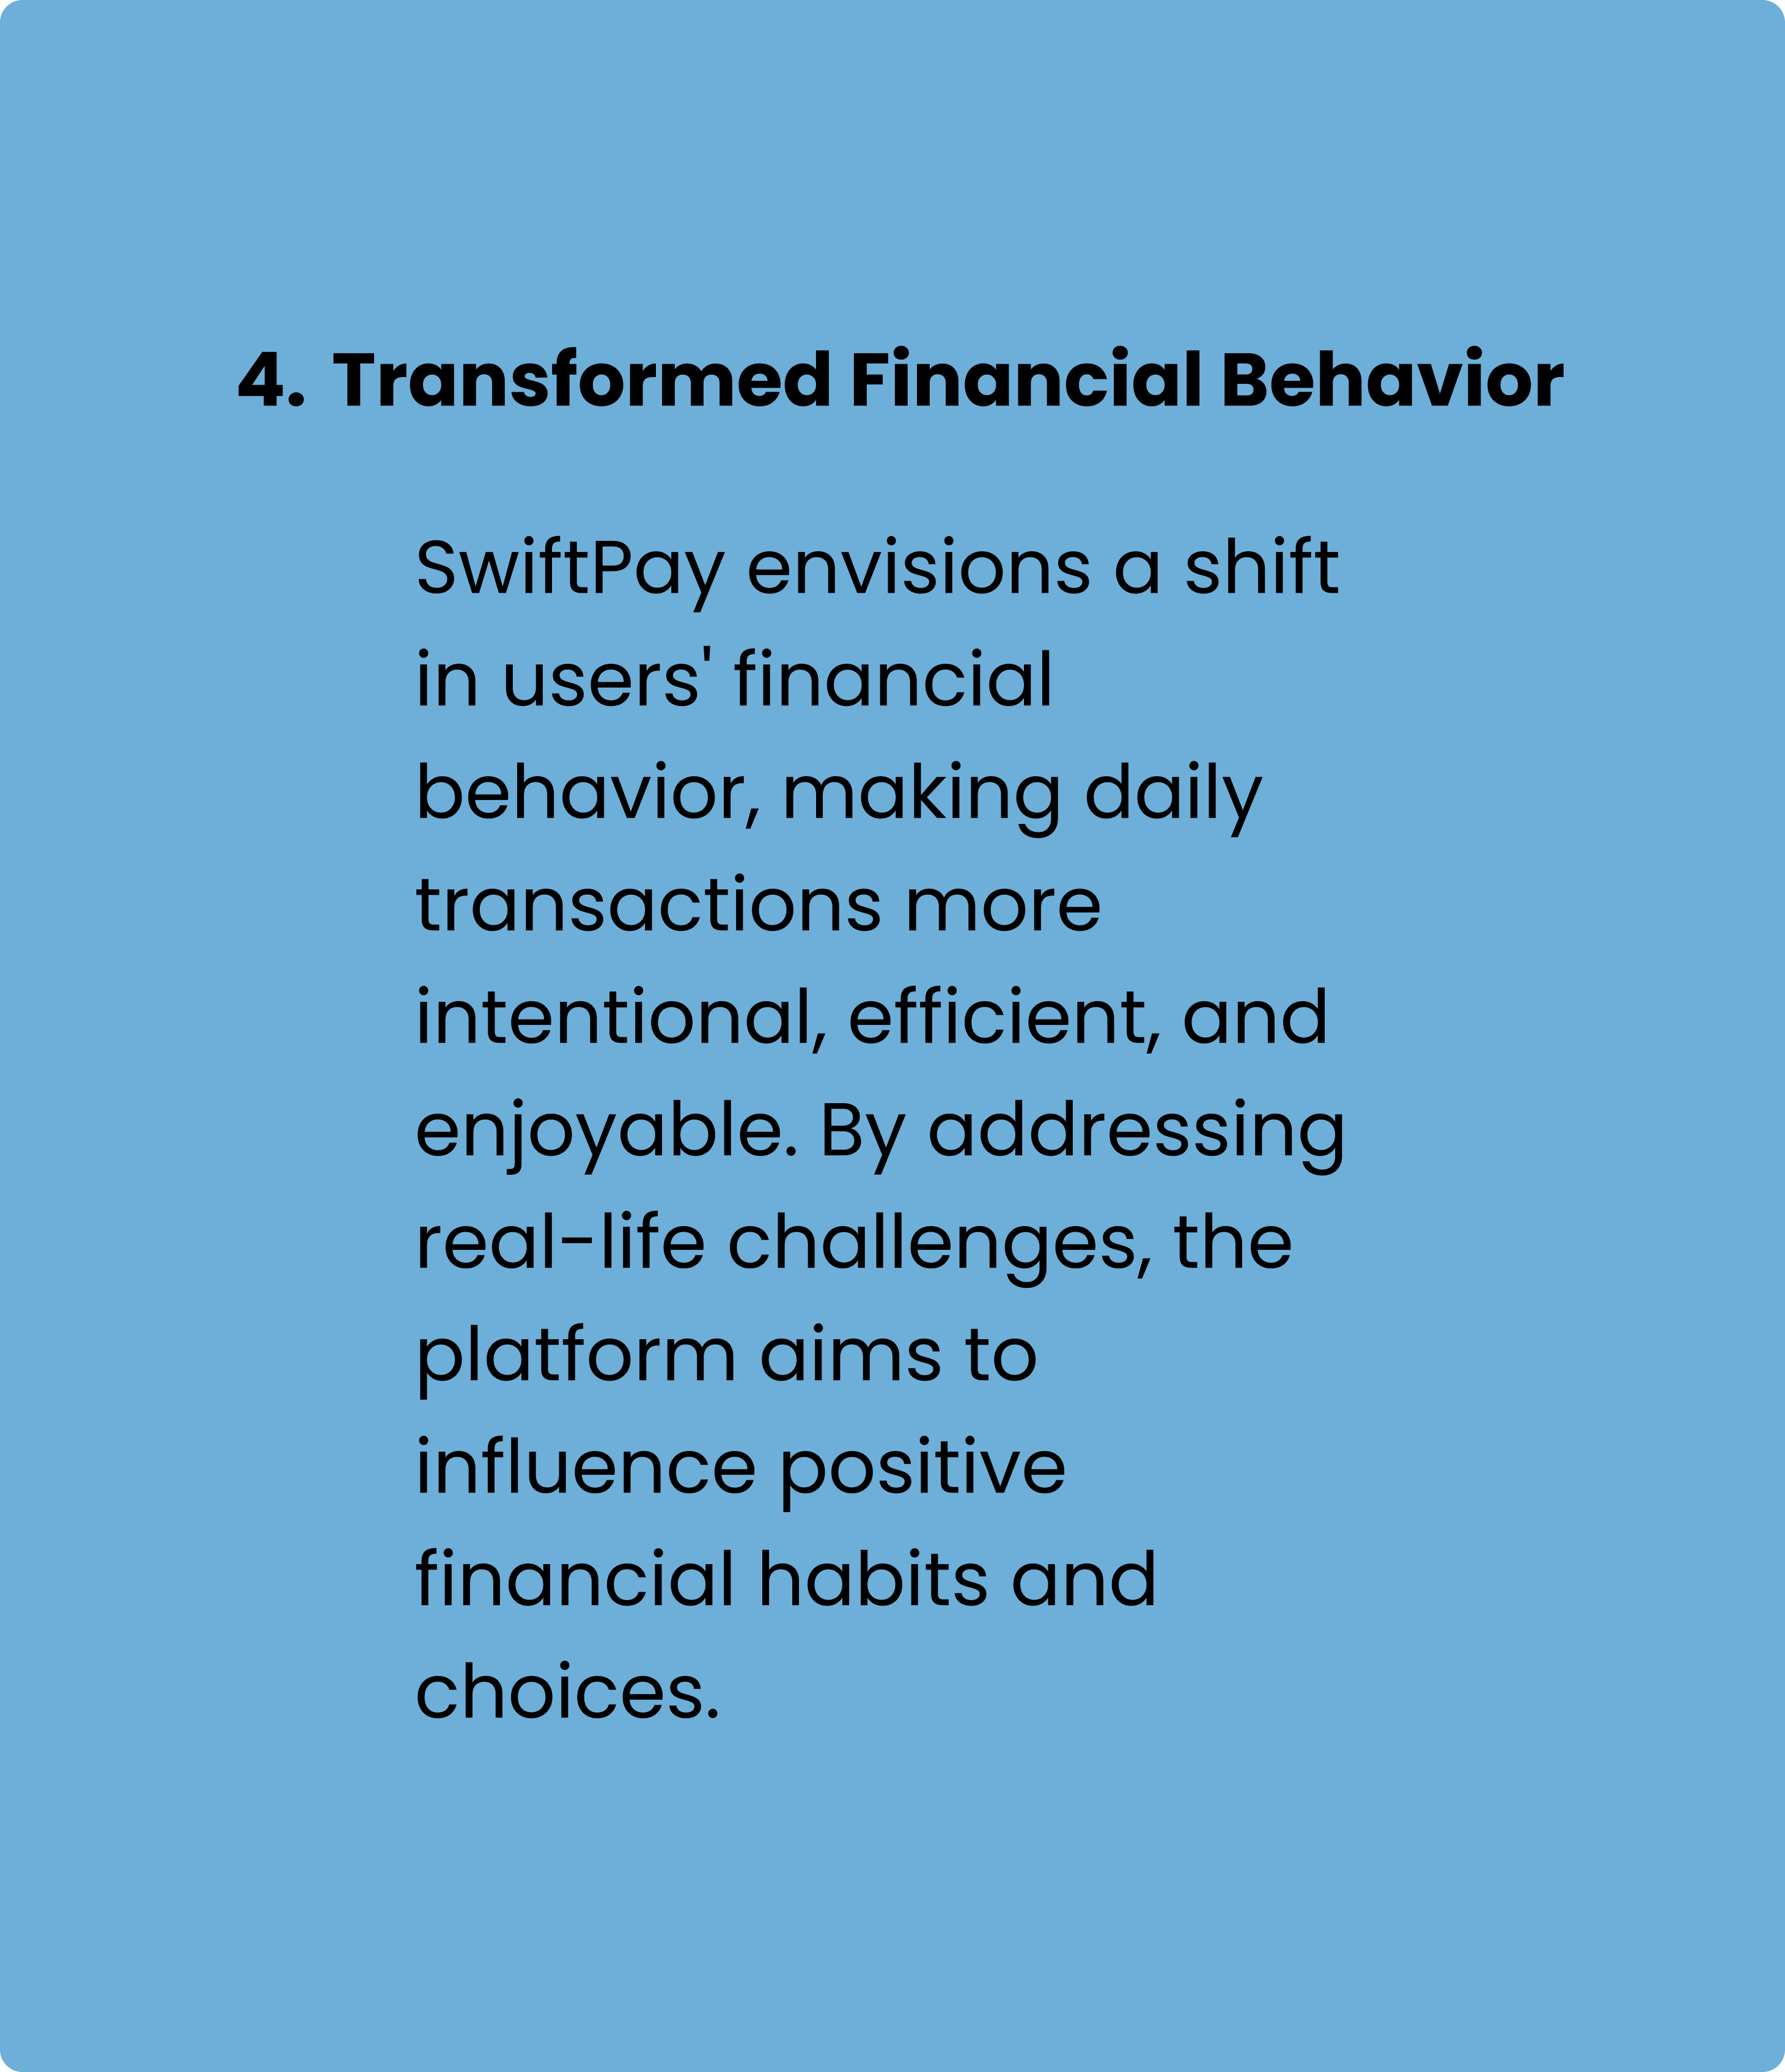 4. Transformed Financial Behavior
SwiftPay envisions a shift
in users' financial
behavior, making daily
transactions more
intentional, efficient, and
enjoyable. By addressing
real-life challenges, the
platform aims to
influence positive
financial habits and
choices.